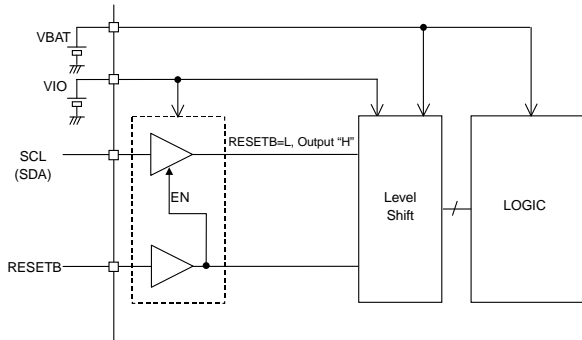 VBAT
VIO
RESETB=L, Output “H”
SCL
(SDA)
EN
Level
Shift
LOGIC
RESETB